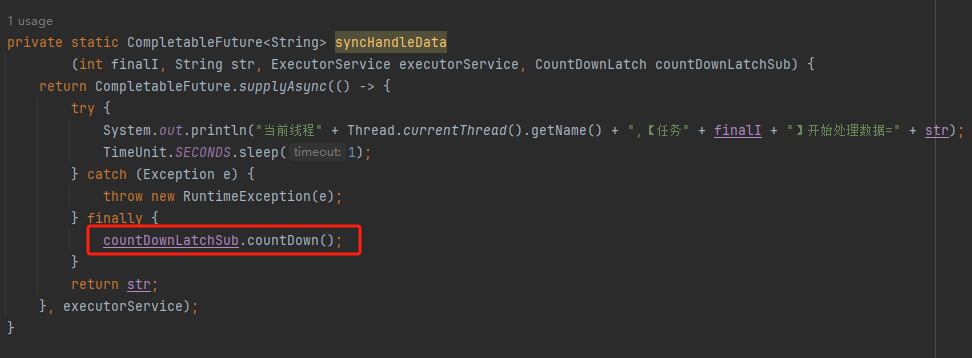 1 usage
private static CompletableFuture<String> syncHandleData
(int finalI, String str, ExecutorService executorService, CountDownLatch countDownLatchSub) {
return CompletableFuture.supplyAsync(() -> {
try {
System.out.println("当前线程" + Thread.currentThread().getName() + ",【任务" + finalI + "】开始处理数据=" + str);
TimeUnit.SECONDS.sleep( timeout: 1);
} catch (Exception e) {
throw new RuntimeException(e);
} finally {
countDownLatchSub.countDown();
}
return str;
}, executorService);
}